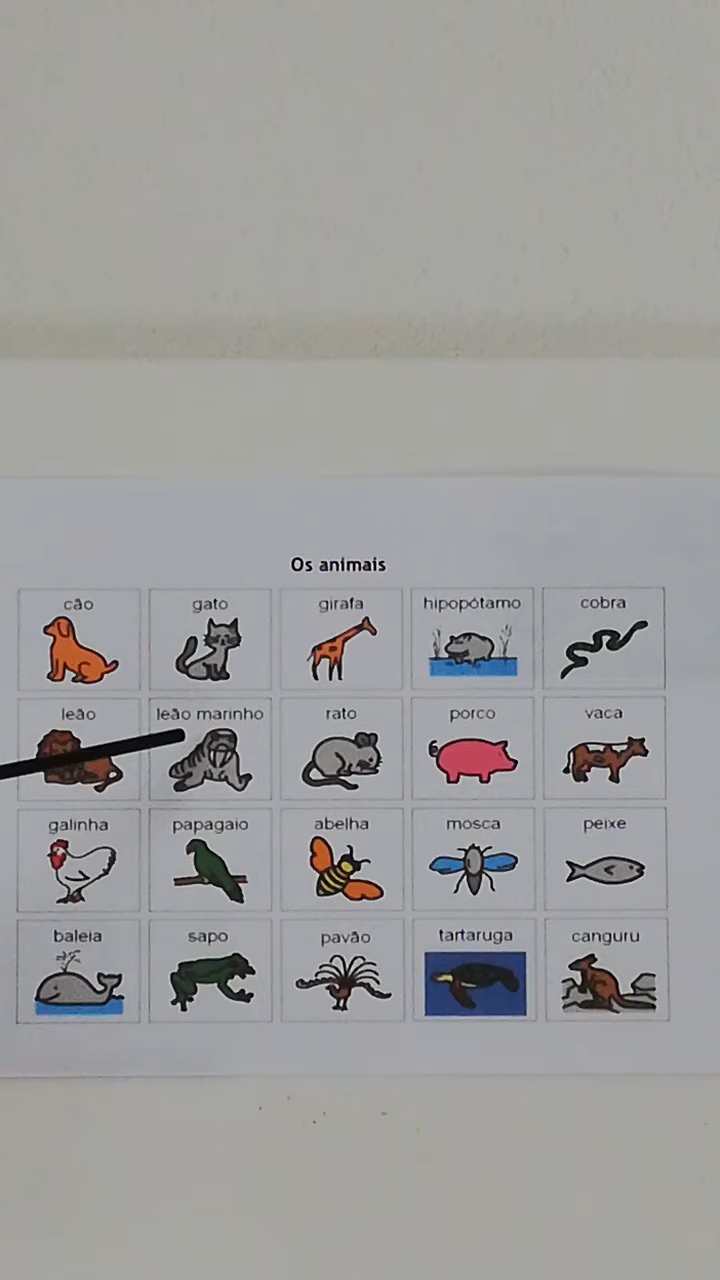 Os animais
cão gato girafa hipopótamo cobra
leão leão marinho rato porco vaca
galinha papagaio abelha mosca peixe
baleia sapo pavão tartaruga canguru